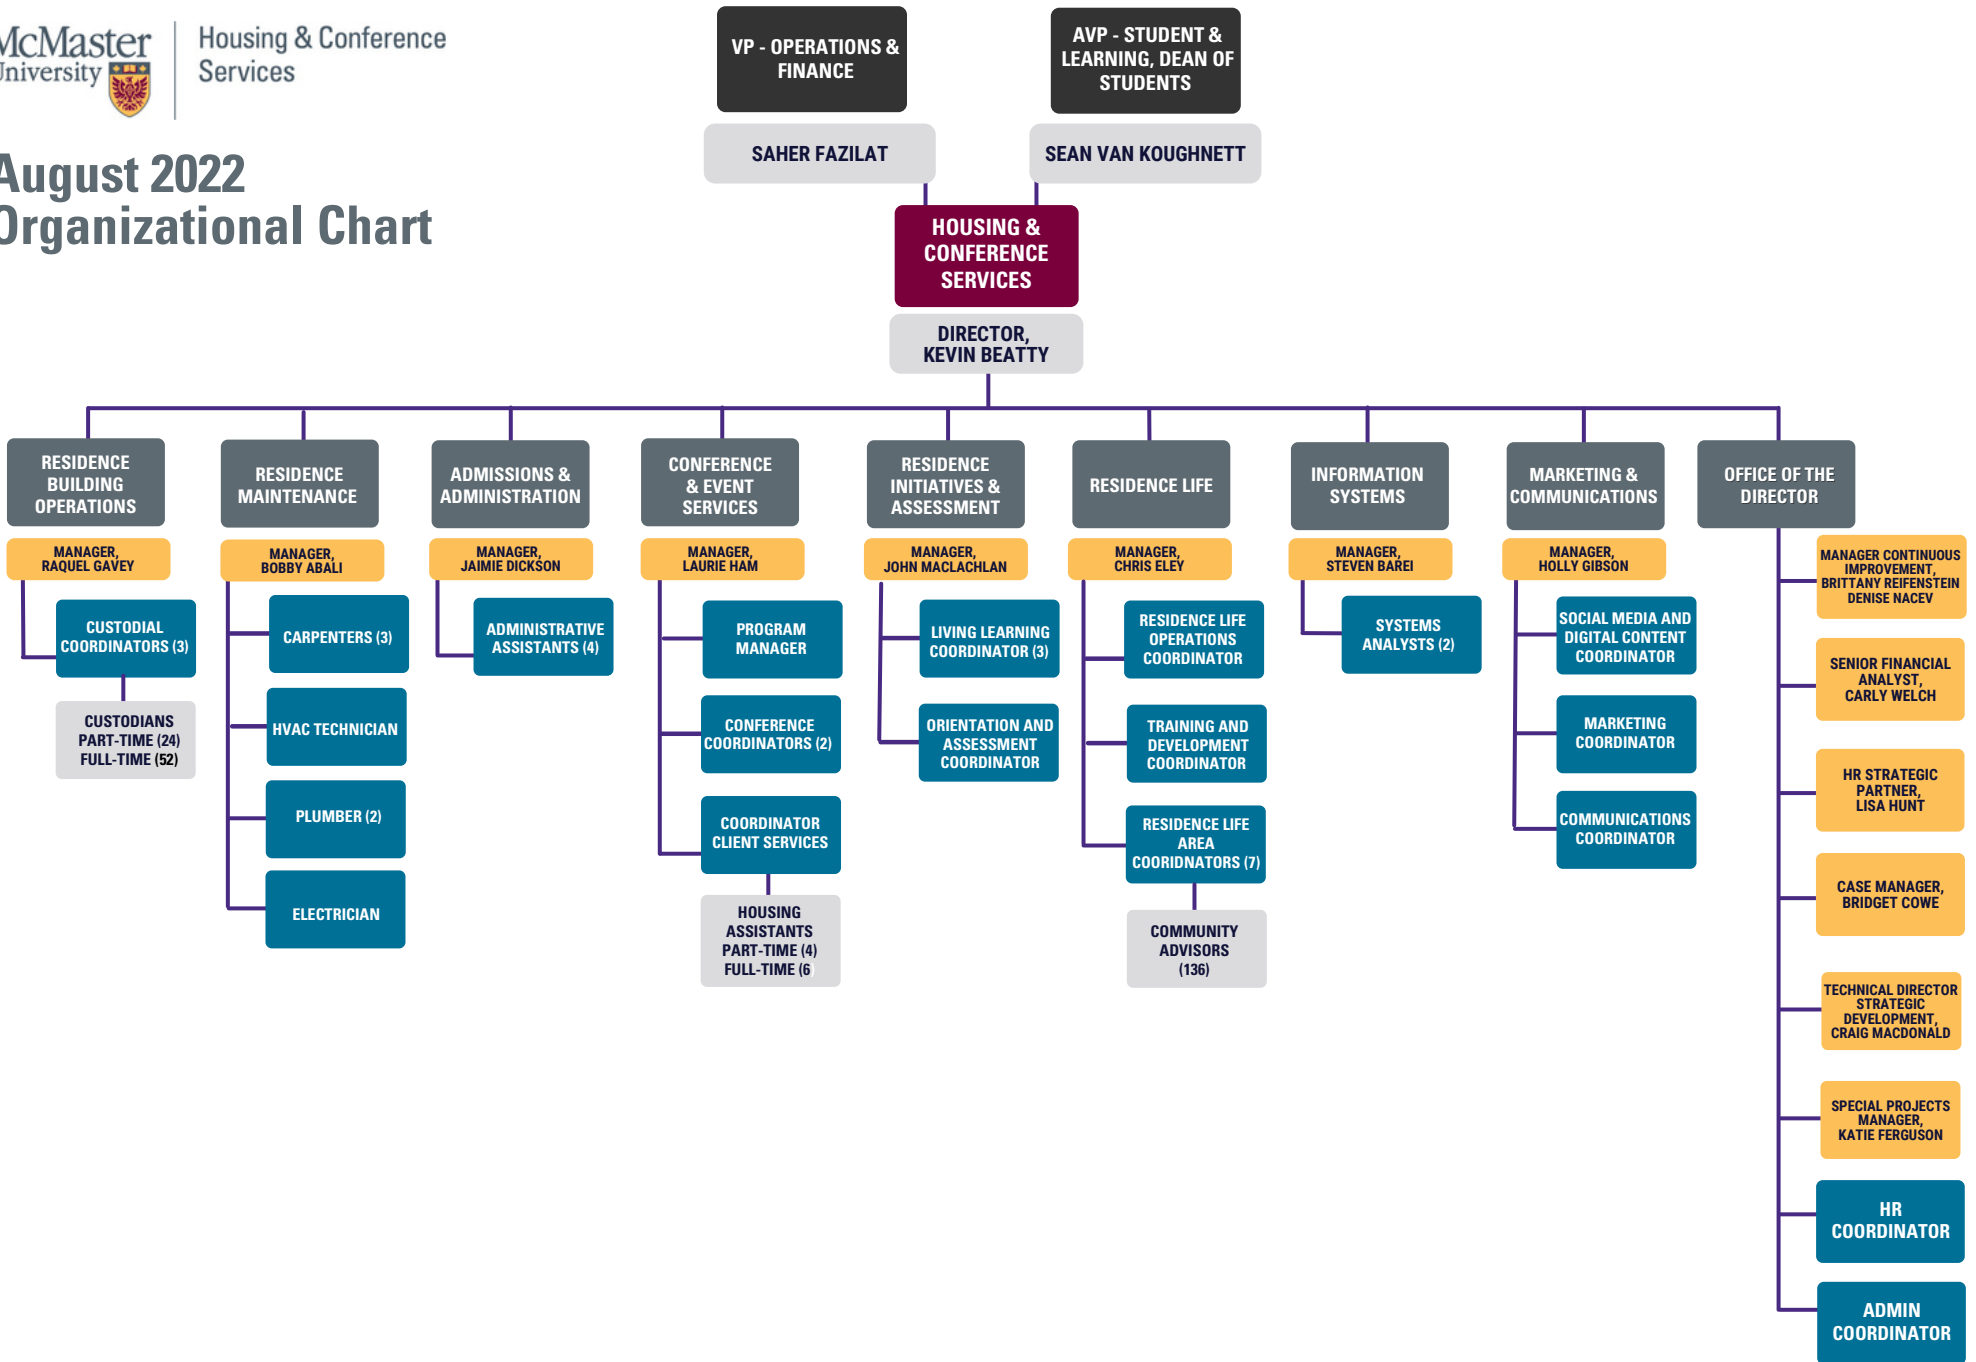 McMaster
University
Housing & Conference
Services
August 2022
Organizational Chart
VP - OPERATIONS &
FINANCE
SAHER FAZILAT
AVP - STUDENT &
LEARNING, DEAN OF
STUDENTS
SEAN VAN KOUGHNETT
HOUSING &
CONFERENCE
SERVICES
DIRECTOR,
KEVIN BEATTY
RESIDENCE
BUILDING
OPERATIONS
MANAGER,
RAQUEL GAVEY
CUSTODIAL
COORDINATORS (3)
CUSTODIANS
PART-TIME (24)
FULL-TIME (52)
RESIDENCE
MAINTENANCE
MANAGER,
BOBBY ABALI
CARPENTERS (3)
HVAC TECHNICIAN
PLUMBER (2)
ELECTRICIAN
ADMISSIONS &
ADMINISTRATION
MANAGER,
JAIMIE DICKSON
ADMINISTRATIVE
ASSISTANTS (4)
CONFERENCE
& EVENT
SERVICES
MANAGER,
LAURIE HAM
PROGRAM
MANAGER
CONFERENCE
COORDINATORS (2)
COORDINATOR
CLIENT SERVICES
HOUSING
ASSISTANTS
PART-TIME (4)
FULL-TIME (6)
RESIDENCE
INITIATIVES &
ASSESSMENT
MANAGER,
JOHN MACLACHLAN
LIVING LEARNING
COORDINATOR (3)
ORIENTATION AND
ASSESSMENT
COORDINATOR
RESIDENCE LIFE
MANAGER,
CHRIS ELEY
RESIDENCE LIFE
OPERATIONS
COORDINATOR
TRAINING AND
DEVELOPMENT
COORDINATOR
RESIDENCE LIFE
AREA
COORIDNATORS (7)
COMMUNITY
ADVISORS
(136)
INFORMATION
SYSTEMS
MANAGER,
STEVEN BAREI
SYSTEMS
ANALYSTS (2)
MARKETING &
COMMUNICATIONS
MANAGER,
HOLLY GIBSON
SOCIAL MEDIA AND
DIGITAL CONTENT
COORDINATOR
MARKETING
COORDINATOR
COMMUNICATIONS
COORDINATOR
OFFICE OF THE
DIRECTOR
MANAGER CONTINUOUS
IMPROVEMENT,
BRITTANY REIFENSTEIN
DENISE NACEV
SENIOR FINANCIAL
ANALYST,
CARLY WELCH
HR STRATEGIC
PARTNER,
LISA HUNT
CASE MANAGER,
BRIDGET COWE
TECHNICAL DIRECTOR
STRATEGIC
DEVELOPMENT,
CRAIG MACDONALD
SPECIAL PROJECTS
MANAGER,
KATIE FERGUSON
HR
COORDINATOR
ADMIN
COORDINATOR